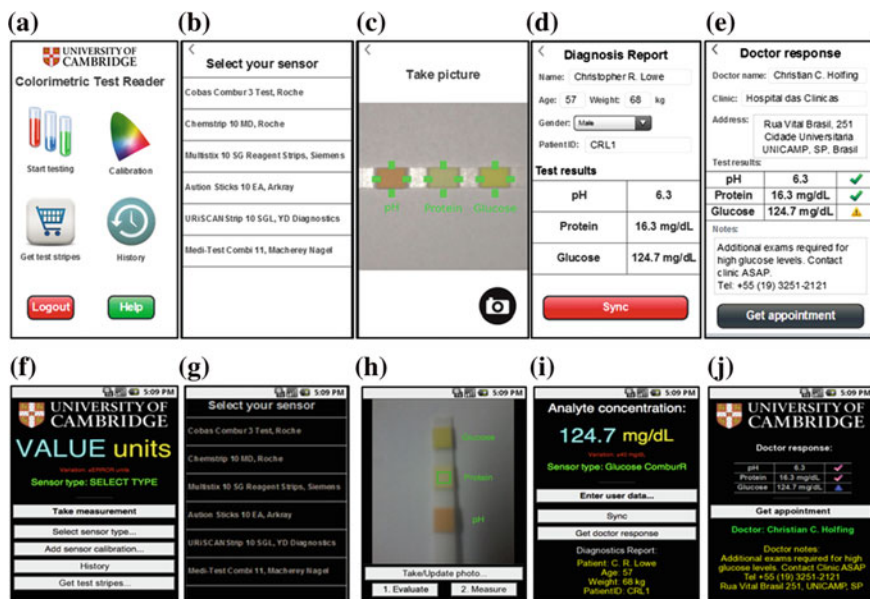 (a)
UNIVERSITY OF
CAMBRIDGE
Colorimetric Test Reader
Start testing
Calibration
Get test stripes
History
Logout
Help
(b)
Select your sensor
Cobas Combur 3 Test, Roche
Chemstrip 10 MD, Roche
Multistix 10 SG Reagent Strips, Siemens
Aution Sticks 10 EA, Arkray
URiSCAN Strip 10 SGL, YD Diagnostics
Medi-Test Combi 11, Macherey Nagel
(c)
Take picture
pH Protein Glucose
(d)
Diagnosis Report
Name: Christopher R. Lowe
Age: 57 Weight: 68 kg
Gender: Male
PatientID: CRL1
Test results
pH 6.3
Protein 16.3 mg/dL
Glucose 124.7 mg/dL
Sync
(e)
Doctor response
Doctor name: Christian C. Holfing
Clinic: Hospital das Clinicas
Address: Rua Vital Brasil, 251
Cidade Universitaria
UNICAMP, SP, Brasil
Test results:
pH 6.3
Protein 16.3 mg/dL
Glucose 124.7 mg/dL
Notes:
Additional exams required for
high glucose levels. Contact
clinic ASAP.
Tel: +55 (19) 3251-2121
Get appointment
(f)
5:09 PM
UNIVERSITY OF
CAMBRIDGE
VALUE units
Variation: ±ERROR units
Sensor type: SELECT TYPE
Take measurement
Select sensor type...
Add sensor calibration...
History
Get test stripes...
(g)
5:09 PM
Select your sensor
Cobas Combur 3 Test, Roche
Chemstrip 10 MD, Roche
Multistix 10 SG Reagent Strips, Siemens
Aution Sticks 10 EA, Arkray
URiSCAN Strip 10 SGL, YD Diagnostics
Medi-Test Combi 11, Macherey Nagel
(h)
5:09 PM
Glucose
Protein
pH
Take/Update photo...
1. Evaluate 2. Measure
(i)
5:09 PM
Analyte concentration:
124.7 mg/dL
Sensor type: Glucose ComburR
Enter user data...
Sync
Get doctor response
Diagnostics Report:
Patient: C. R. Lowe
Age: 57
Weight: 68 kg
PatientID: CRL1
(j)
5:09 PM
UNIVERSITY OF
CAMBRIDGE
Doctor response:
pH 6.3
Protein 16.3 mg/dL
Glucose 124.7 mg/dL
Get appointment
Doctor: Christian C. Holfing
Doctor notes:
Additional exams required for high
glucose levels. Contact Clinic ASAP
Tel +55 (19) 3251-2121
Rua Vital Brasil, 251, UNICAMP, SP